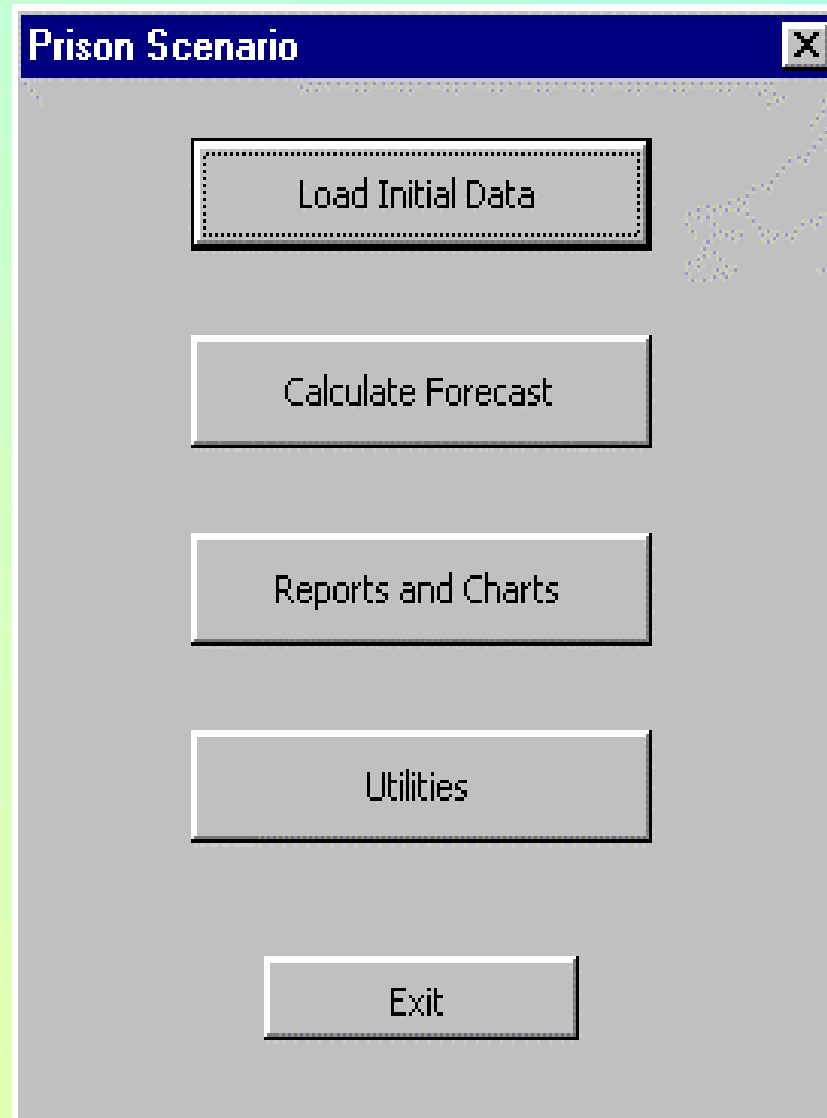 Prison Scenario
Load Initial Data
Calculate Forecast
Reports and Charts
Utilities
Exit